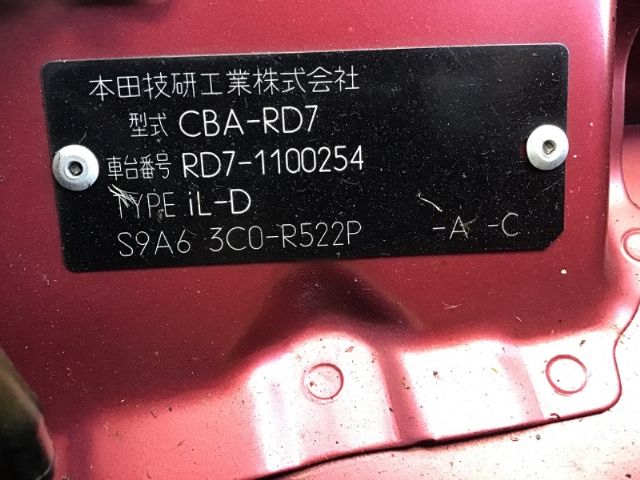 本田技研工業株式会社
型式 CBA-RD7
車台番号 RD7-1100254
TYPE iL-D
S9A6 3C0-R522P -A -C